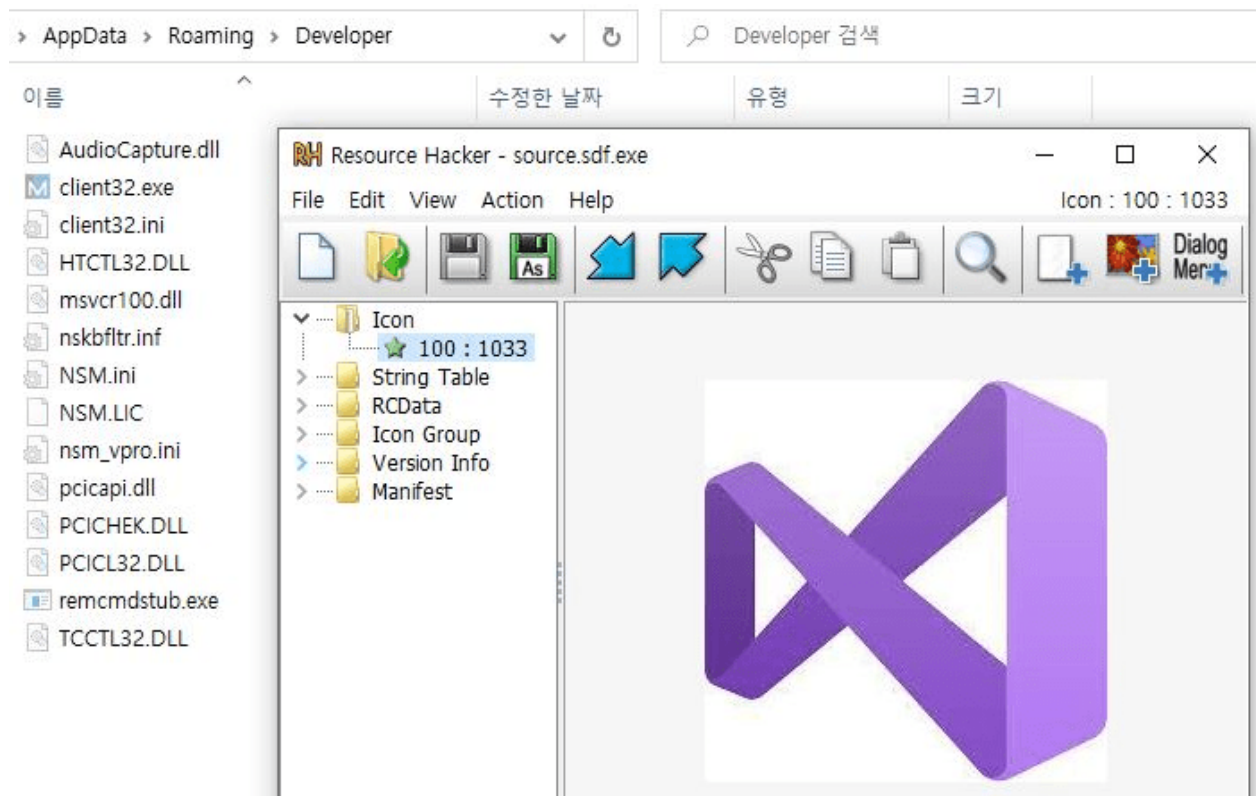 AppData > Roaming > Developer
Developer 검색
이름 수정한 날짜 유형 크기
AudioCapture.dll
client32.exe
client32.ini
HTCTL32.DLL
msvcr100.dll
nskbfltr.inf
NSM.ini
NSM.LIC
nsm_vpro.ini
pcicapi.dll
PCICHEK.DLL
PCICL32.DLL
remcmdstub.exe
TCCTL32.DLL
RH Resource Hacker - source.sdf.exe
File Edit View Action Help Icon : 100 : 1033
As
Dialog
Icon
100 : 1033
String Table
RCData
Icon Group
Version Info
Manifest